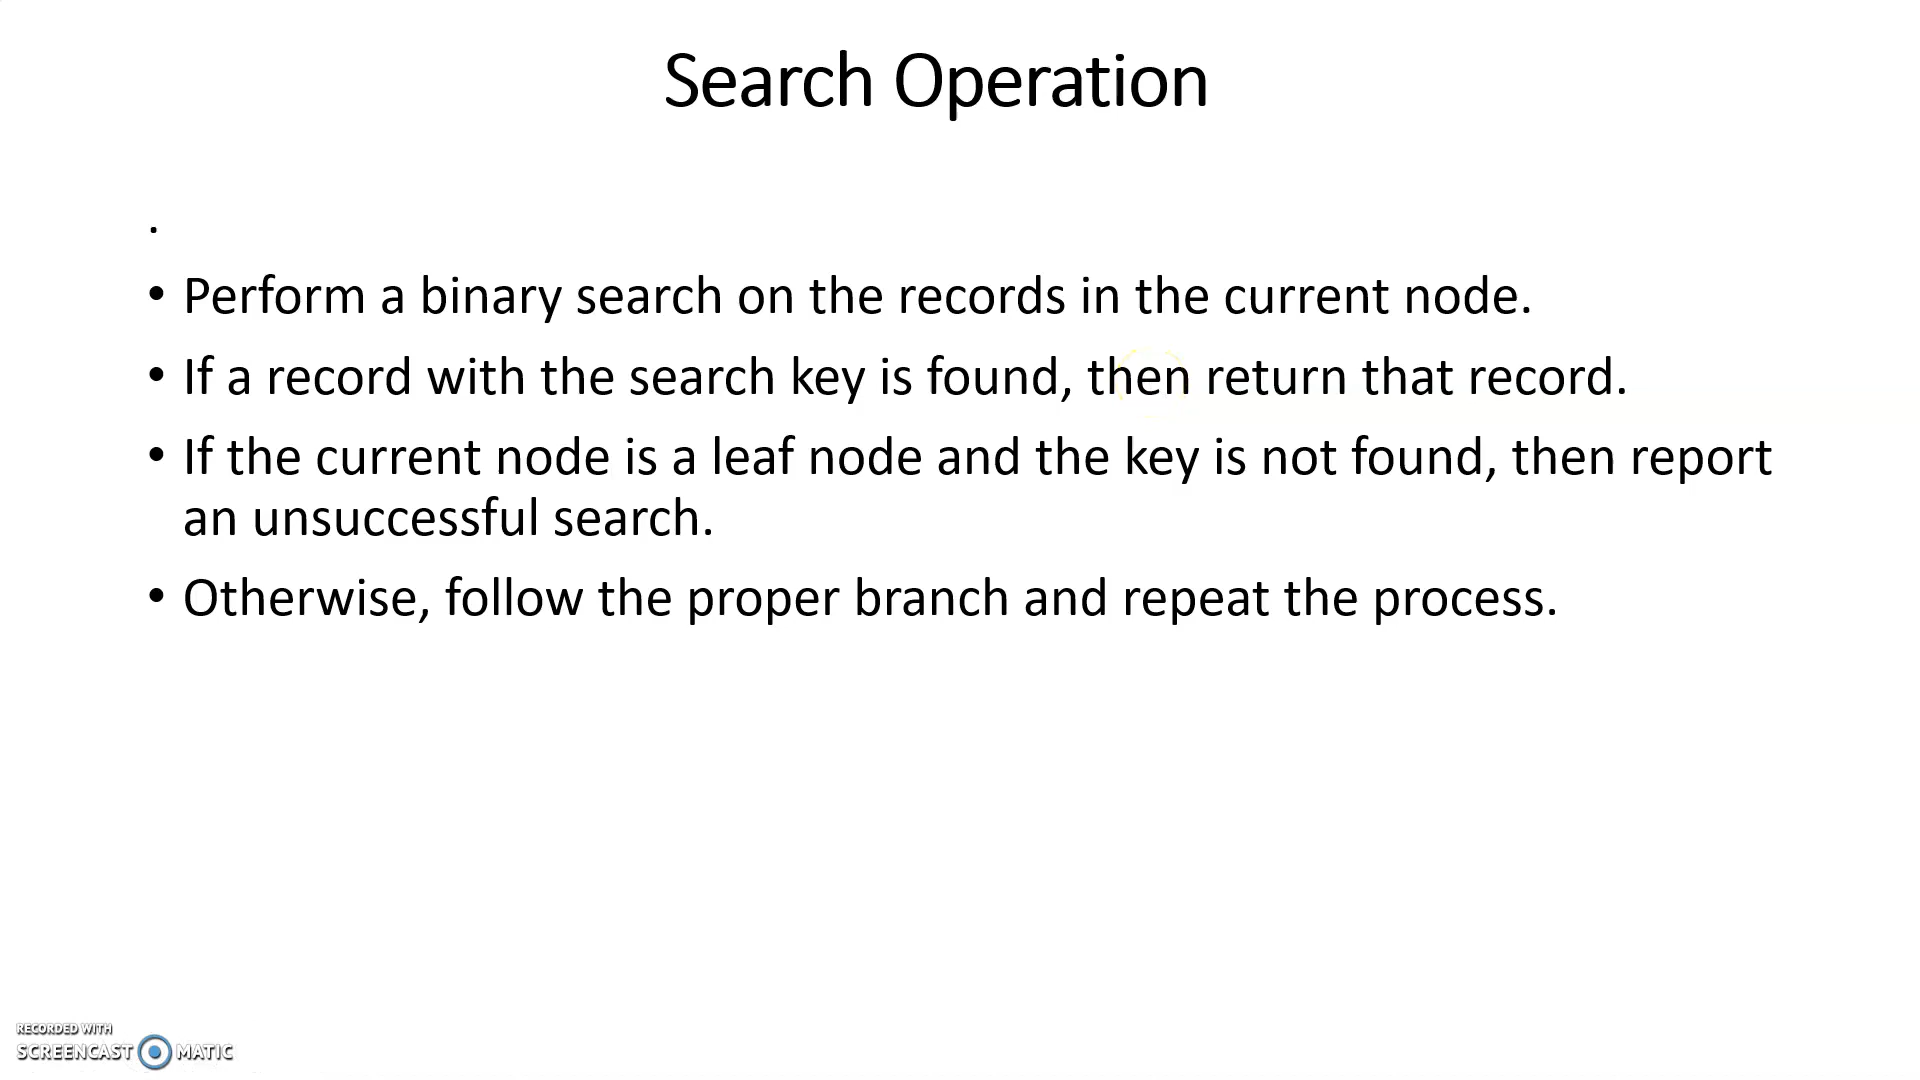 Search Operation
.
• Perform a binary search on the records in the current node.
• If a record with the search key is found, then return that record.
• If the current node is a leaf node and the key is not found, then report
an unsuccessful search.
• Otherwise, follow the proper branch and repeat the process.
RECORDED WITH
SCREENCAST MATIC